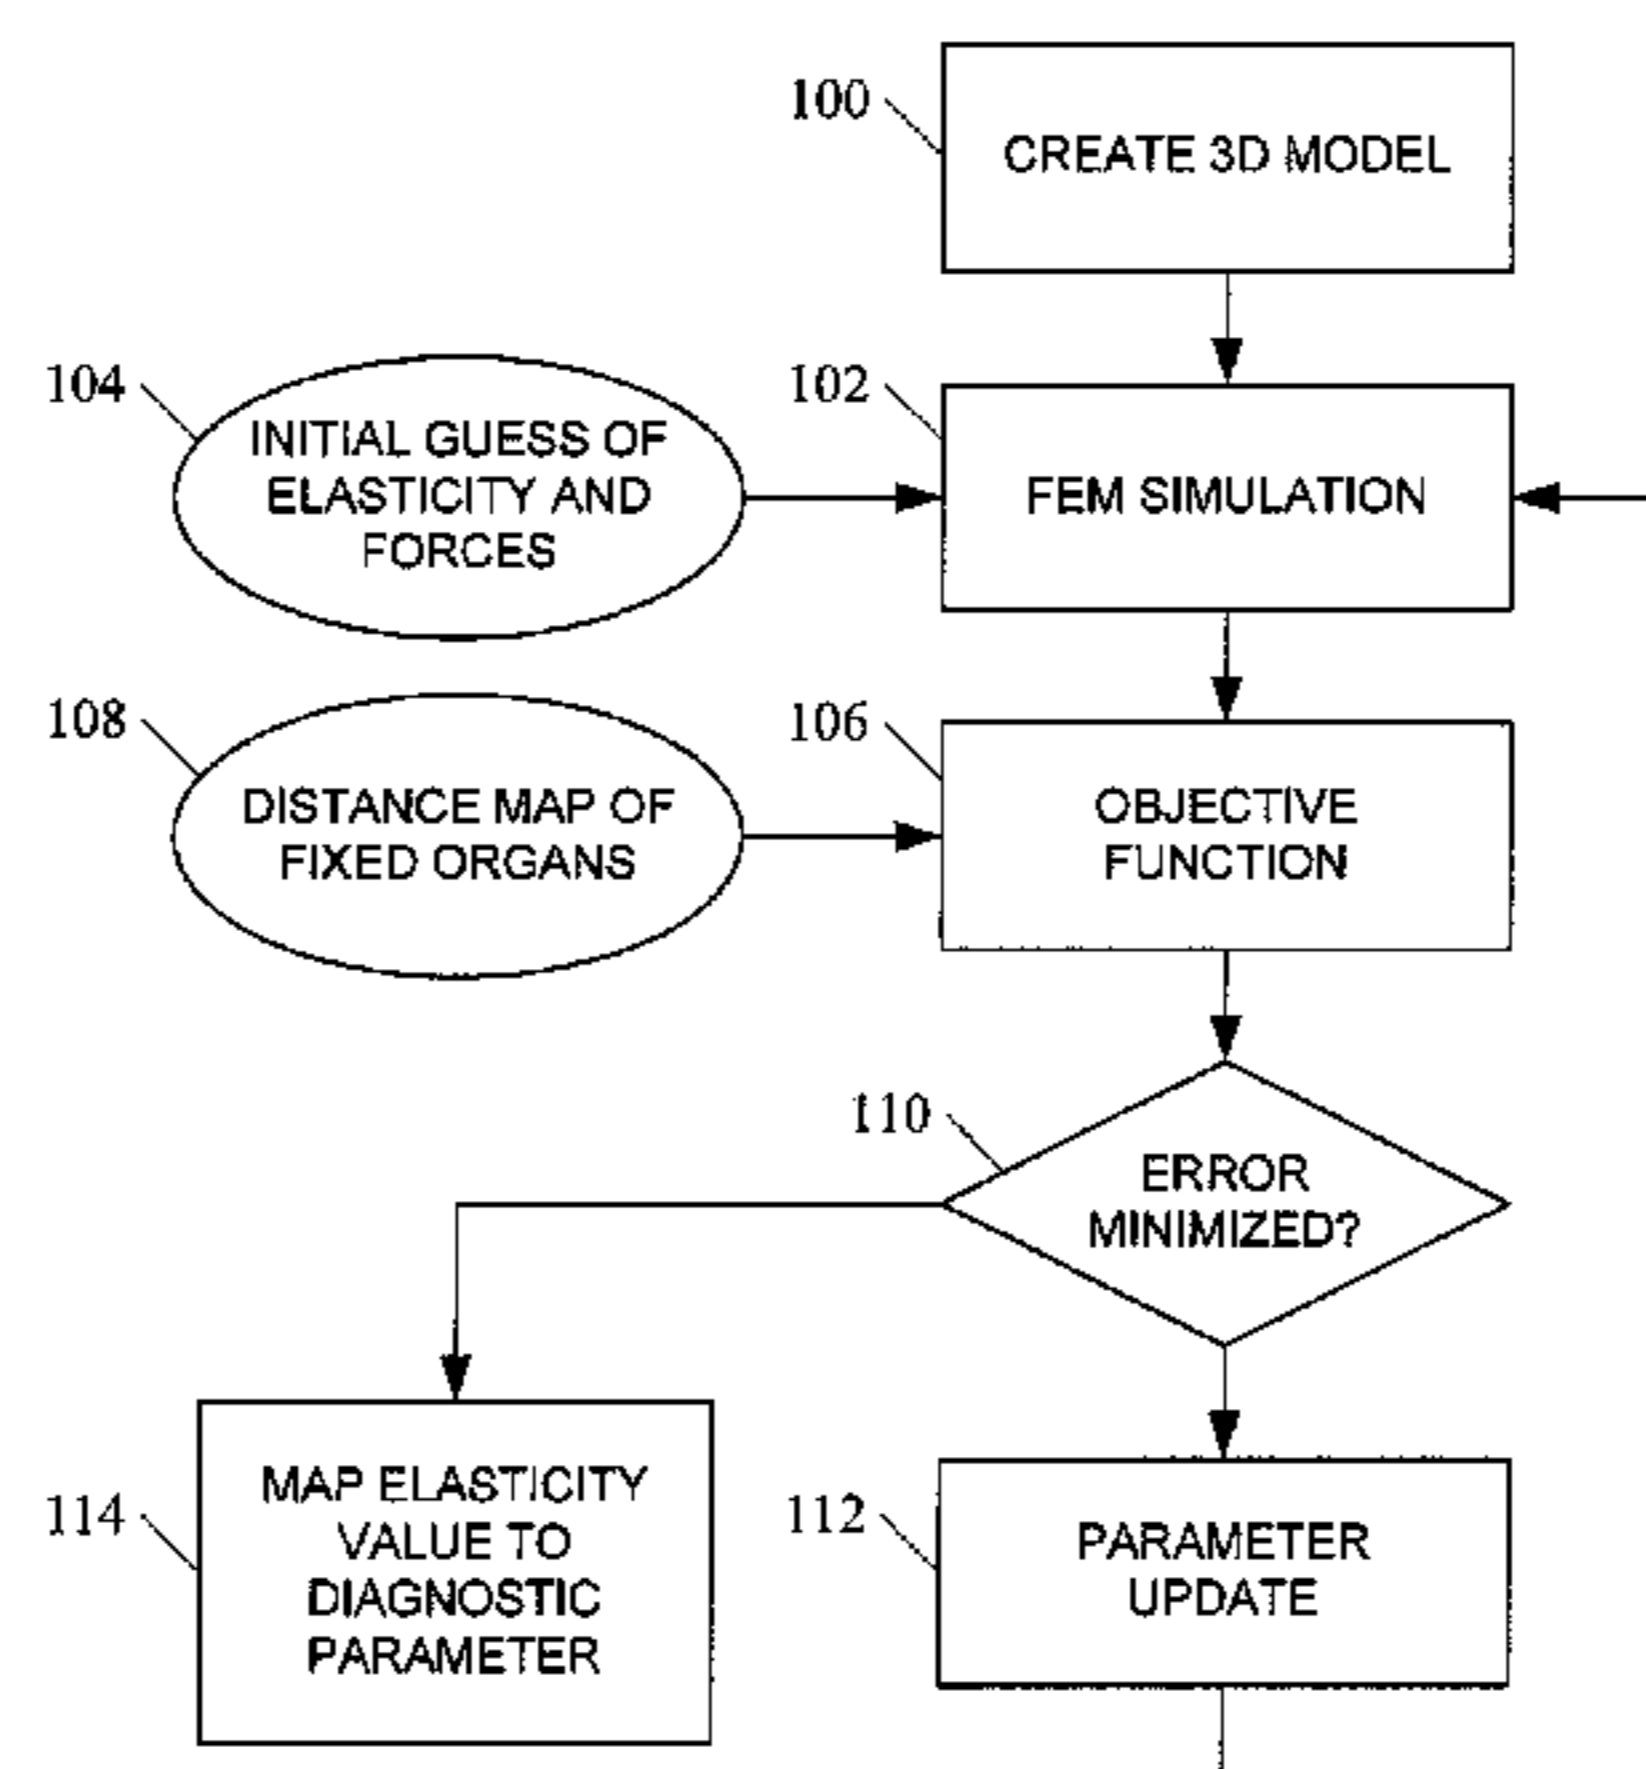 100
CREATE 3D MODEL
104
INITIAL GUESS OF
ELASTICITY AND
FORCES
102
FEM SIMULATION
108
DISTANCE MAP OF
FIXED ORGANS
106
OBJECTIVE
FUNCTION
110
ERROR
MINIMIZED?
114
MAP ELASTICITY
VALUE TO
DIAGNOSTIC
PARAMETER
112
PARAMETER
UPDATE